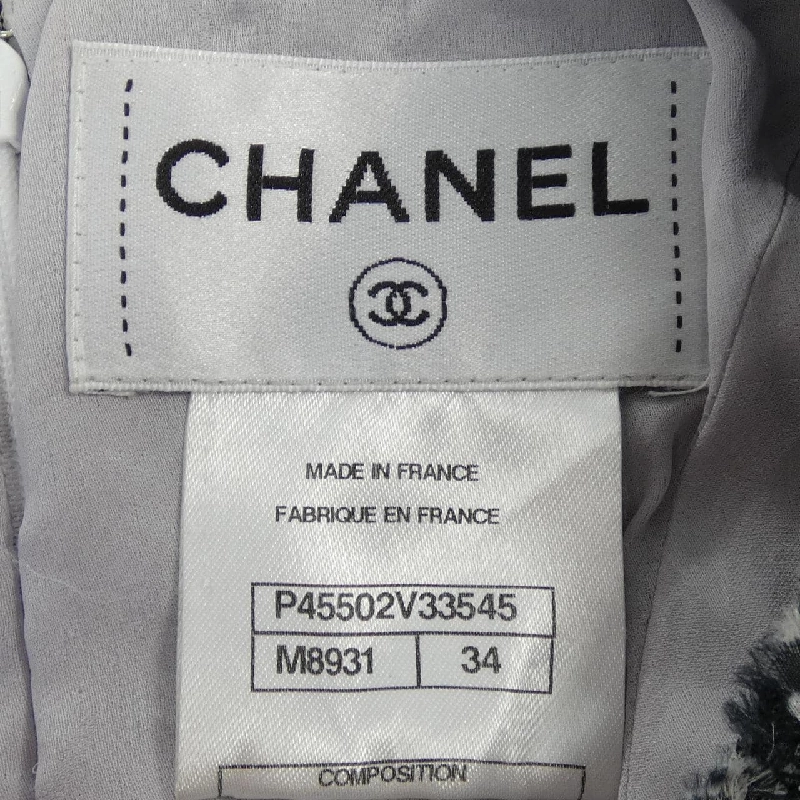 CHANEL
MADE IN FRANCE
FABRIQUE EN FRANCE
P45502V33545
M8931 34
COMPOSITION